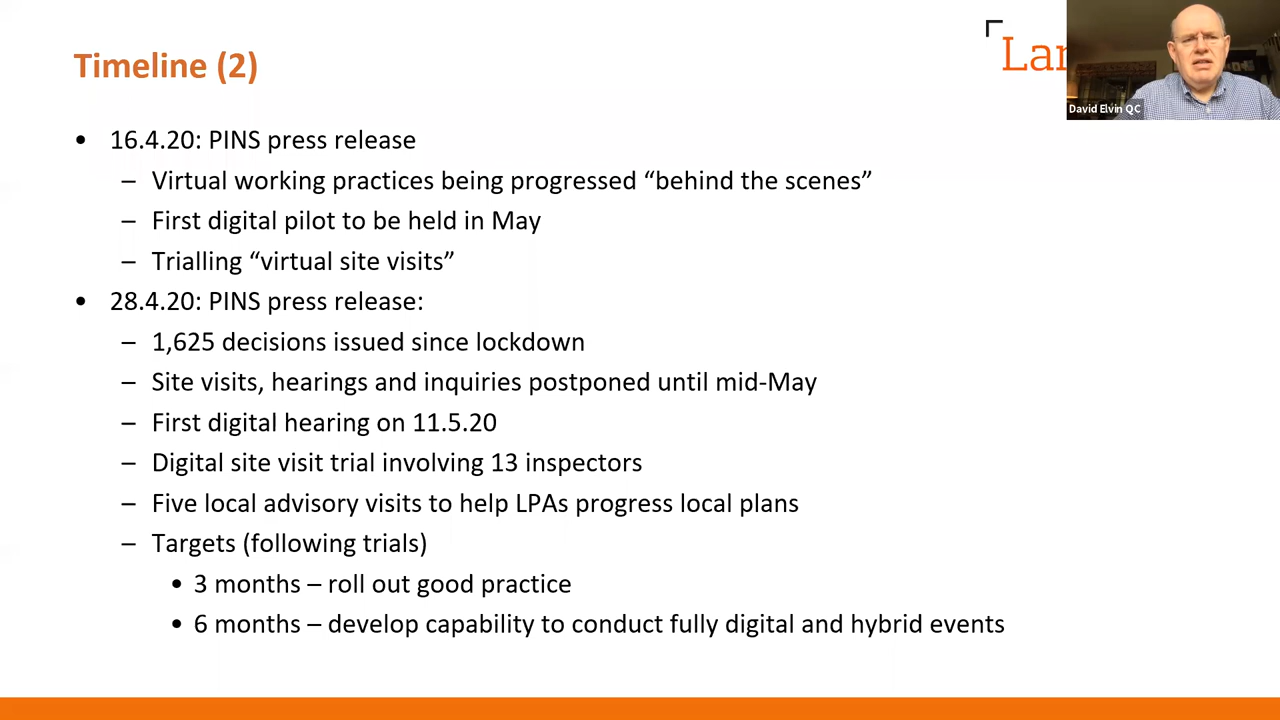 Timeline (2)
Lan
David Elvin QC
• 16.4.20: PINS press release
– Virtual working practices being progressed “behind the scenes”
– First digital pilot to be held in May
– Trialling “virtual site visits”
• 28.4.20: PINS press release:
– 1,625 decisions issued since lockdown
– Site visits, hearings and inquiries postponed until mid-May
– First digital hearing on 11.5.20
– Digital site visit trial involving 13 inspectors
– Five local advisory visits to help LPAs progress local plans
– Targets (following trials)
• 3 months – roll out good practice
• 6 months – develop capability to conduct fully digital and hybrid events